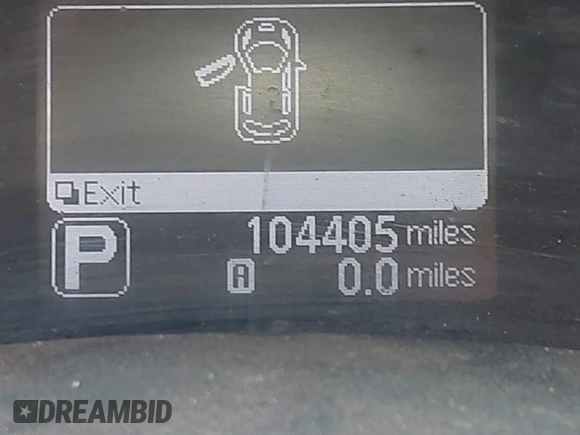 Exit
P
104405 miles
A 0.0 miles
DREAMBID